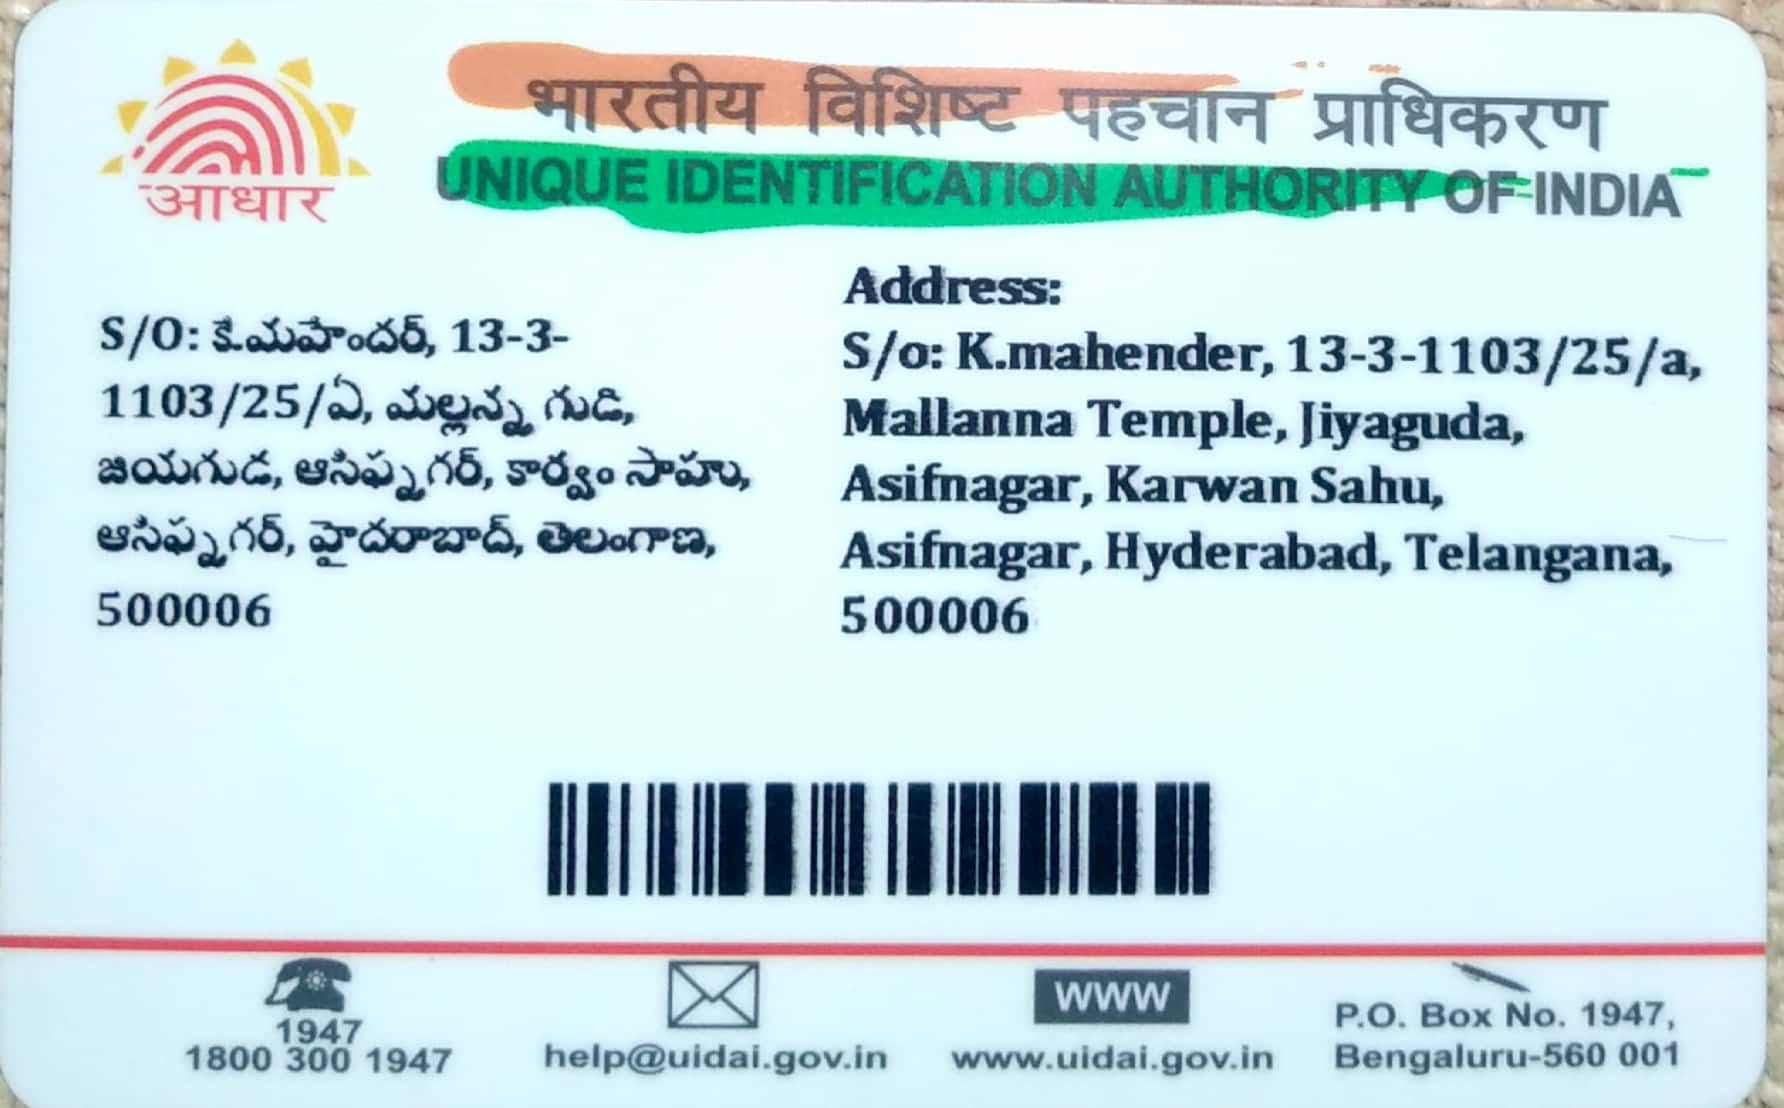 भारतीय विशिष्ट पहचान प्राधिकरण
UNIQUE IDENTIFICATION AUTHORITY OF INDIA
आधार
S/O: కే.మహేందర్, 13-3-
1103/25/ఏ, మల్లన్న గుడి,
జియగుడ, ఆసిఫ్నగర్, కార్వం సాహు,
ఆసిఫ్నగర్, హైదరాబాద్, తెలంగాణ,
500006
Address:
S/o: K.mahender, 13-3-1103/25/a,
Mallanna Temple, Jiyaguda,
Asifnagar, Karwan Sahu,
Asifnagar, Hyderabad, Telangana,
500006
1947
1800 300 1947
help@uidai.gov.in
www
www.uidai.gov.in
P.O. Box No. 1947,
Bengaluru-560 001